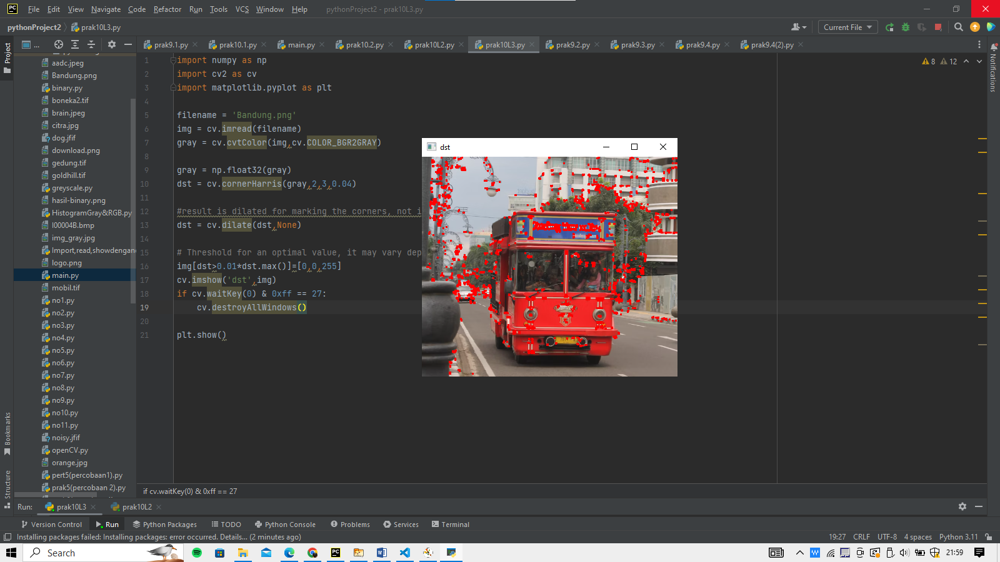 File Edit View Navigate Code Refactor Run Tools VCS Window Help pythonProject2 - prak10L3.py
pythonProject2 prak10L3.py Current File
Project ... prak9.1.py prak10.1.py main.py prak10.2.py prak10L2.py prak10L3.py prak9.2.py prak9.3.py prak9.4.py prak9.4(2).py
aadc.jpeg
Bandung.png
binary.py
boneka2.tif
brain.jpeg
citra.jpg
dog.jfif
download.png
gedung.tif
goldhill.tif
greyscale.py
hasil-binary.png
HistogramGray&RGB.py
I00004B.bmp
img_gray.jpg
Import,read,showdengan
logo.png
main.py
mobil.tif
no1.py
no2.py
no3.py
no4.py
no5.py
no6.py
no7.py
no8.py
no9.py
no10.py
no11.py
noisy.jfif
openCV.py
orange.jpg
pert5(percobaan1).py
prak5(percobaan 2).py
Bookmarks
Structure
1 import numpy as np
2 import cv2 as cv
3 import matplotlib.pyplot as plt
4
5 filename = 'Bandung.png'
6 img = cv.imread(filename)
7 gray = cv.cvtColor(img,cv.COLOR_BGR2GRAY)
8
9 gray = np.float32(gray)
10 dst = cv.cornerHarris(gray,2,3,0.04)
11
12 #result is dilated for marking the corners, not i
13 dst = cv.dilate(dst,None)
14
15 # Threshold for an optimal value, it may vary dep
16 img[dst>0.01*dst.max()]=[0,0,255]
17 cv.imshow('dst',img)
18 if cv.waitKey(0) & 0xff == 27:
19 cv.destroyAllWindows()
20
21 plt.show()
8 12
Notifications
dst
if cv.waitKey(0) & 0xff == 27
Run: prak10L3 prak10L2
Version Control Run Python Packages TODO Python Console Problems Services Terminal
Installing packages failed: Installing packages: error occurred. Details... (2 minutes ago) 19:27 CRLF UTF-8 4 spaces Python 3.11
Search 21:59